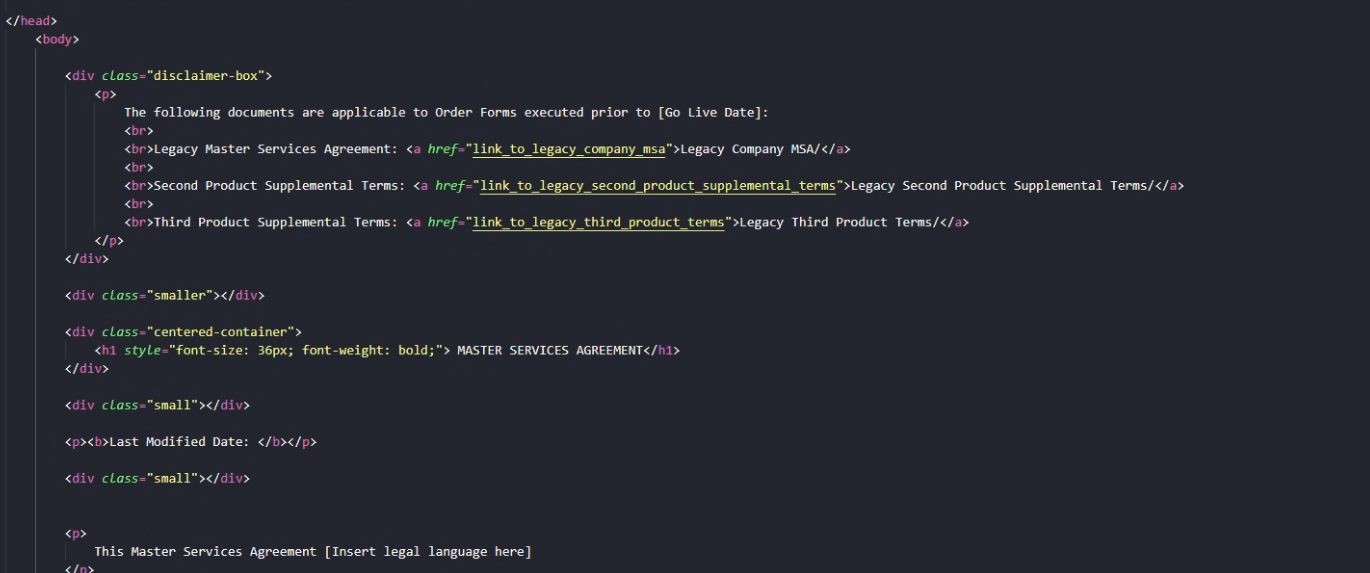 </head>
<body>
<div class="disclaimer-box">
<p>
The following documents are applicable to Order Forms executed prior to [Go Live Date]:
<br>
<br>Legacy Master Services Agreement: <a href="link_to_legacy_company_msa">Legacy Company MSA/</a>
<br>
<br>Second Product Supplemental Terms: <a href="link_to_legacy_second_product_supplemental_terms">Legacy Second Product Supplemental Terms/</a>
<br>
<br>Third Product Supplemental Terms: <a href="link_to_legacy_third_product_terms">Legacy Third Product Terms/</a>
</p>
</div>
<div class="smaller"></div>
<div class="centered-container">
<h1 style="font-size: 36px; font-weight: bold;"> MASTER SERVICES AGREEMENT</h1>
</div>
<div class="small"></div>
<p><b>Last Modified Date: </b></p>
<div class="small"></div>
<p>
This Master Services Agreement [Insert legal language here]
</p>